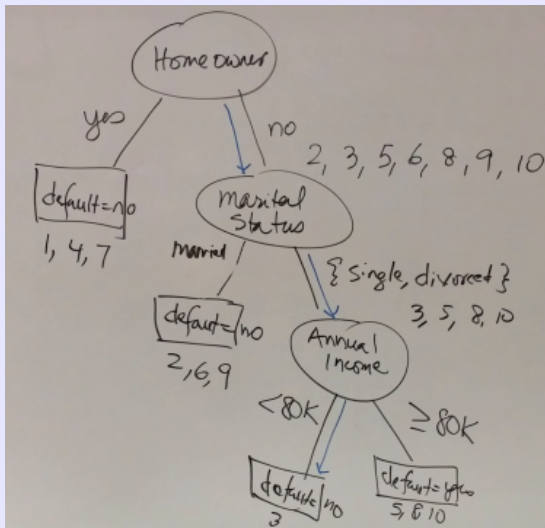 Homeowner
yes
no
2, 3, 5, 6, 8, 9, 10
default=no
1, 4, 7
Marital
Status
married
{single, divorced}
3, 5, 8, 10
default=no
2, 6, 9
Annual
Income
<80K
≥80K
default=no
3
default=yes
5, 8 10